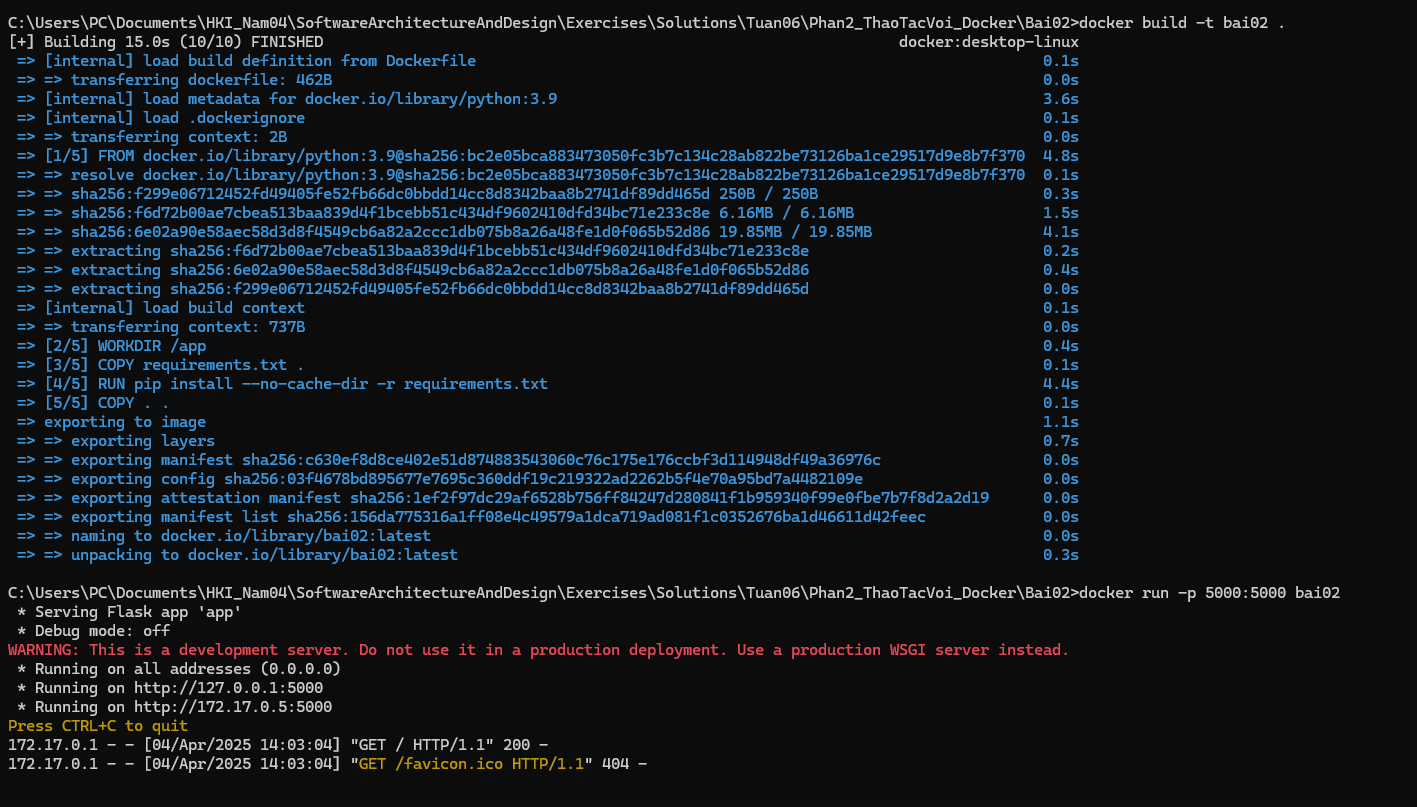 C:\Users\PC\Documents\HKI_Nam04\SoftwareArchitectureAndDesign\Exercises\Solutions\Tuan06\Phan2_ThaoTacVoi_Docker\Bai02>docker build -t bai02 .
[+] Building 15.0s (10/10) FINISHED docker:desktop-linux
=> [internal] load build definition from Dockerfile 0.1s
=> => transferring dockerfile: 462B 0.0s
=> [internal] load metadata for docker.io/library/python:3.9 3.6s
=> [internal] load .dockerignore 0.1s
=> => transferring context: 2B 0.0s
=> [1/5] FROM docker.io/library/python:3.9@sha256:bc2e05bca883473050fc3b7c134c28ab822be73126ba1ce29517d9e8b7f370 4.8s
=> => resolve docker.io/library/python:3.9@sha256:bc2e05bca883473050fc3b7c134c28ab822be73126ba1ce29517d9e8b7f370 0.1s
=> => sha256:f299e06712452fd49405fe52fb66dc0bbdd14cc8d8342baa8b2741df89dd465d 250B / 250B 0.3s
=> => sha256:f6d72b00ae7cbea513baa839d4f1bcebb51c434df9602410dfd34bc71e233c8e 6.16MB / 6.16MB 1.5s
=> => sha256:6e02a90e58aec58d3d8f4549cb6a82a2ccc1db075b8a26a48fe1d0f065b52d86 19.85MB / 19.85MB 4.1s
=> => extracting sha256:f6d72b00ae7cbea513baa839d4f1bcebb51c434df9602410dfd34bc71e233c8e 0.2s
=> => extracting sha256:6e02a90e58aec58d3d8f4549cb6a82a2ccc1db075b8a26a48fe1d0f065b52d86 0.4s
=> => extracting sha256:f299e06712452fd49405fe52fb66dc0bbdd14cc8d8342baa8b2741df89dd465d 0.0s
=> [internal] load build context 0.1s
=> => transferring context: 737B 0.0s
=> [2/5] WORKDIR /app 0.4s
=> [3/5] COPY requirements.txt . 0.1s
=> [4/5] RUN pip install --no-cache-dir -r requirements.txt 4.4s
=> [5/5] COPY . . 0.1s
=> exporting to image 1.1s
=> => exporting layers 0.7s
=> => exporting manifest sha256:c630ef8d8ce402e51d874883543060c76c175e176ccbf3d114948df49a36976c 0.0s
=> => exporting config sha256:03f4678bd895677e7695c360ddf19c219322ad2262b5f4e70a95bd7a4482109e 0.0s
=> => exporting attestation manifest sha256:1ef2f97dc29af6528b756ff84247d280841f1b959340f99e0fbe7b7f8d2a2d19 0.0s
=> => exporting manifest list sha256:156da775316a1ff08e4c49579a1dca719ad081f1c0352676ba1d46611d42feec 0.0s
=> => naming to docker.io/library/bai02:latest 0.0s
=> => unpacking to docker.io/library/bai02:latest 0.3s
C:\Users\PC\Documents\HKI_Nam04\SoftwareArchitectureAndDesign\Exercises\Solutions\Tuan06\Phan2_ThaoTacVoi_Docker\Bai02>docker run -p 5000:5000 bai02
* Serving Flask app 'app'
* Debug mode: off
WARNING: This is a development server. Do not use it in a production deployment. Use a production WSGI server instead.
* Running on all addresses (0.0.0.0)
* Running on http://127.0.0.1:5000
* Running on http://172.17.0.5:5000
Press CTRL+C to quit
172.17.0.1 - - [04/Apr/2025 14:03:04] "GET / HTTP/1.1" 200 -
172.17.0.1 - - [04/Apr/2025 14:03:04] "GET /favicon.ico HTTP/1.1" 404 -